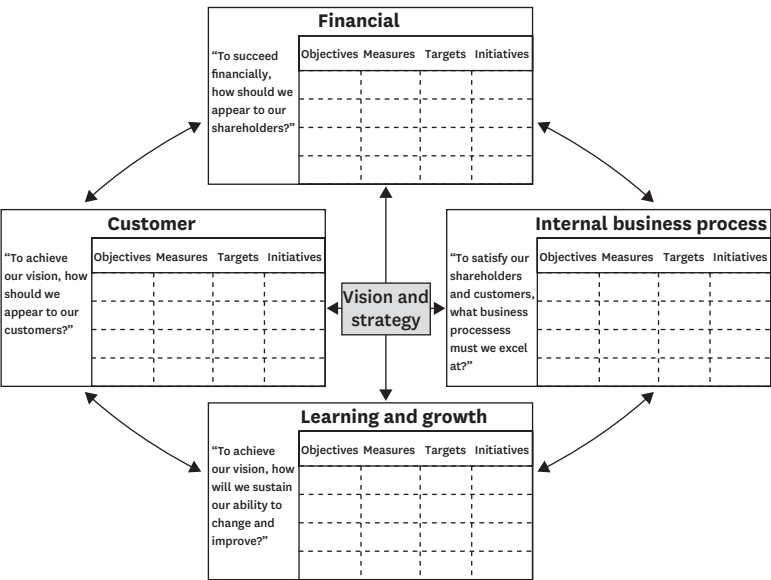 Financial
“To succeed
financially,
how should we
appear to our
shareholders?”
Objectives Measures Targets Initiatives
Customer
“To achieve
our vision, how
should we
appear to our
customers?”
Objectives Measures Targets Initiatives
Vision and
strategy
Internal business process
“To satisfy our
shareholders
and customers,
what business
processess
must we excel
at?”
Objectives Measures Targets Initiatives
Learning and growth
“To achieve
our vision, how
will we sustain
our ability to
change and
improve?”
Objectives Measures Targets Initiatives